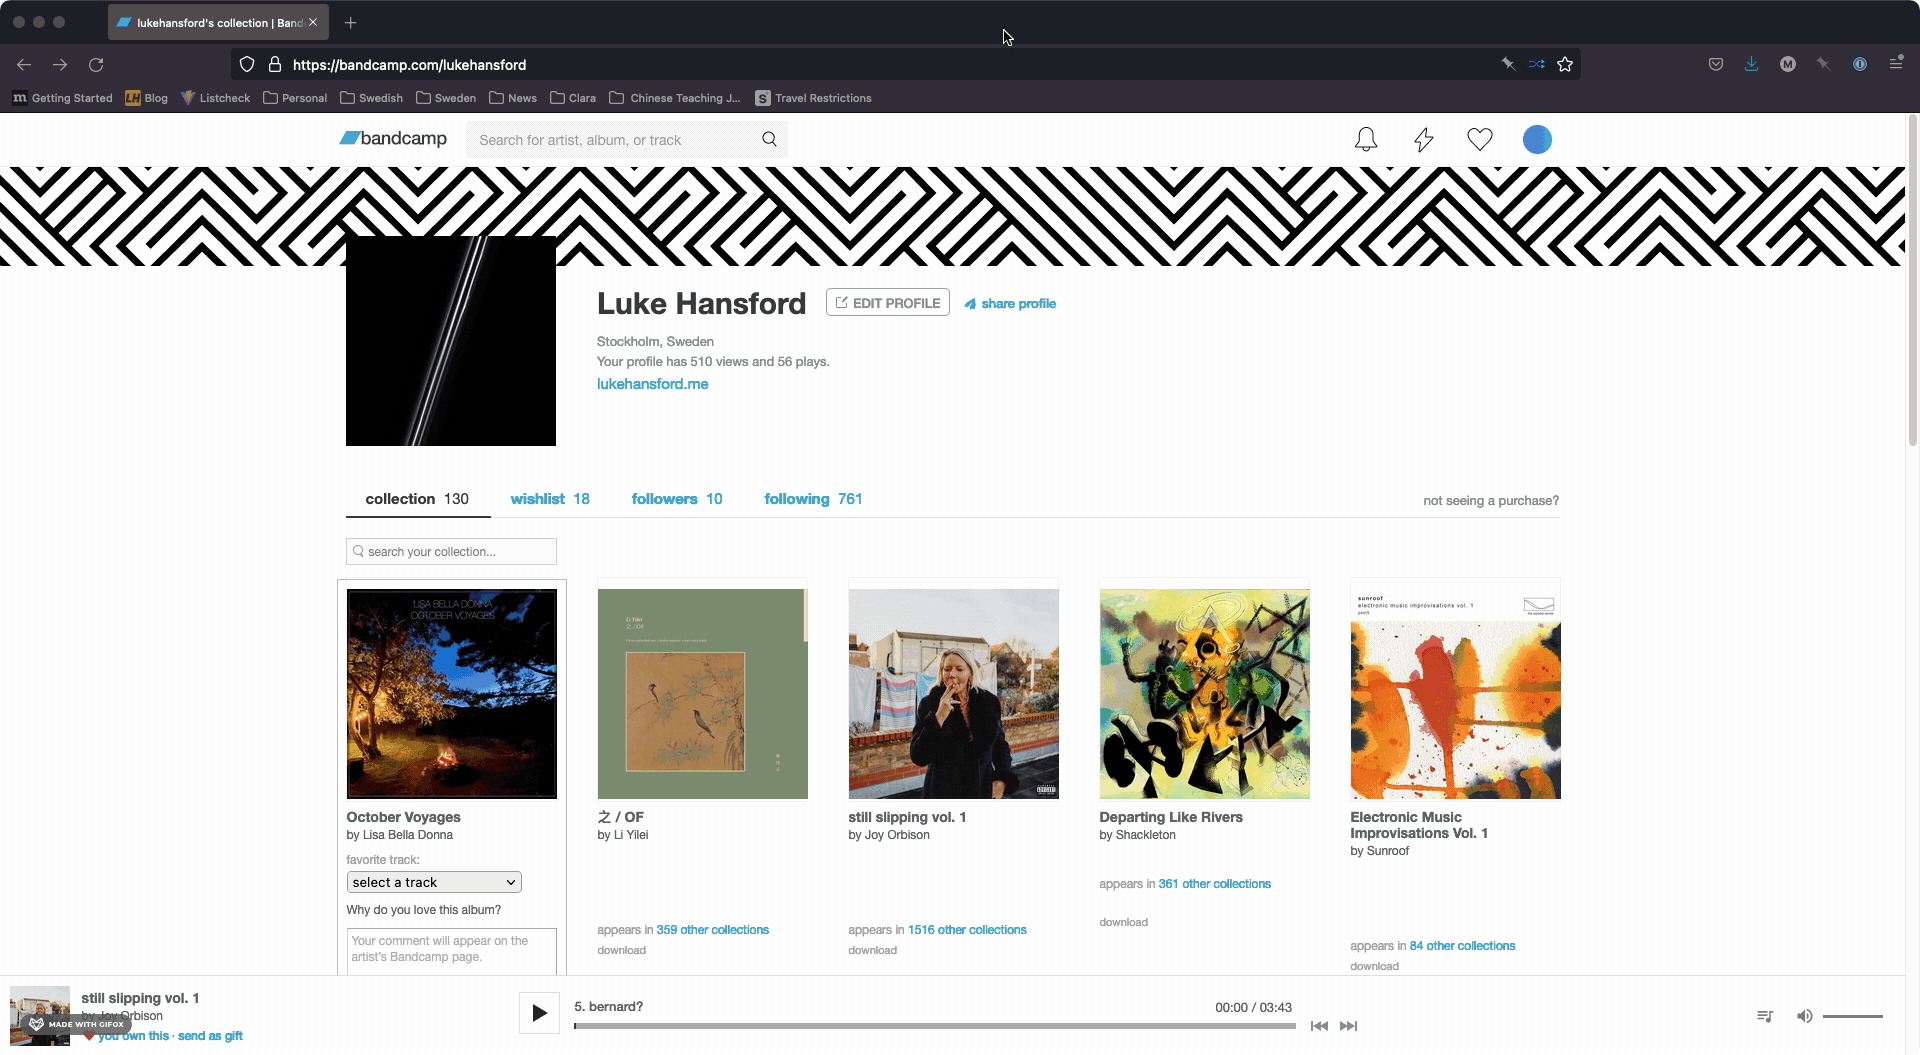 lukehansford's collection | Band
https://bandcamp.com/lukehansford
m Getting Started
LH Blog
Listcheck
Personal
Swedish
Sweden
News
Clara
Chinese Teaching J...
S Travel Restrictions
bandcamp
Search for artist, album, or track
Luke Hansford
EDIT PROFILE
share profile
Stockholm, Sweden
Your profile has 510 views and 56 plays.
lukehansford.me
collection 130
wishlist 18
followers 10
following 761
not seeing a purchase?
search your collection...
LISA BELLA DONNA
OCTOBER VOYAGES
Li Yilei
之 / OF
sunroof
electronic music improvisations vol. 1
October Voyages
by Lisa Bella Donna
favorite track:
select a track
Why do you love this album?
Your comment will appear on the
artist's Bandcamp page.
之 / OF
by Li Yilei
appears in 359 other collections
download
still slipping vol. 1
by Joy Orbison
appears in 1516 other collections
download
Departing Like Rivers
by Shackleton
appears in 361 other collections
download
Electronic Music
Improvisations Vol. 1
by Sunroof
appears in 84 other collections
download
still slipping vol. 1
by Joy Orbison
MADE WITH GIFOX
you own this · send as gift
5. bernard?
00:00 / 03:43